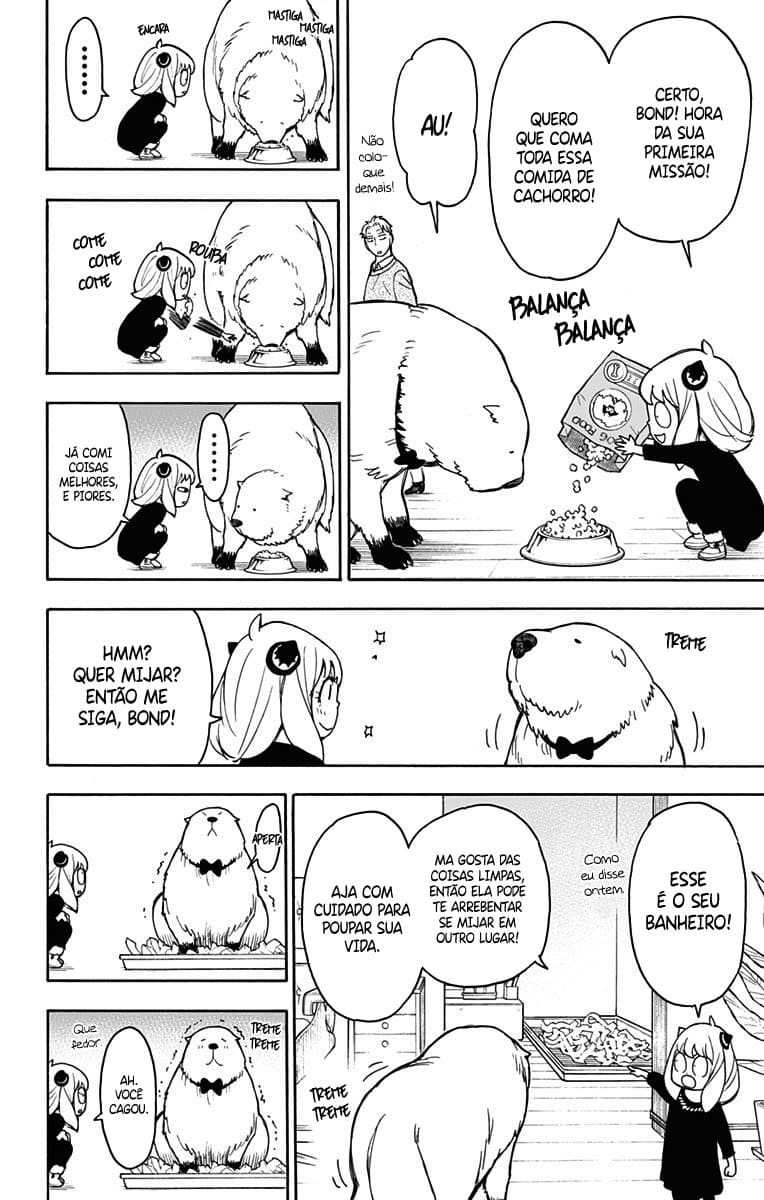 CERTO,
BOND! HORA
DA SUA
PRIMEIRA
MISSÃO!
QUERO
QUE COMA
TODA ESSA
COMIDA DE
CACHORRO!
AU!
Não
colo-
que
demais!
BALANÇA
BALANÇA
DOG FOOD
MASTIGA
MASTIGA
MASTIGA
ENCARA
......
ROUBA
COME
COME
COME
.....
JÁ COMI
COISAS
MELHORES,
E PIORES.
TREME
HMM?
QUER MIJAR?
ENTÃO ME
SIGA, BOND!
ESSE
É O SEU
BANHEIRO!
Como
eu disse
ontem.
MA GOSTA DAS
COISAS LIMPAS,
ENTÃO ELA PODE
TE ARREBENTAR
SE MIJAR EM
OUTRO LUGAR!
AJA COM
CUIDADO PARA
POUPAR SUA
VIDA.
TREME
TREME
APERTA
TREME
TREME
Que
fedor.
AH.
VOCÊ
CAGOU.